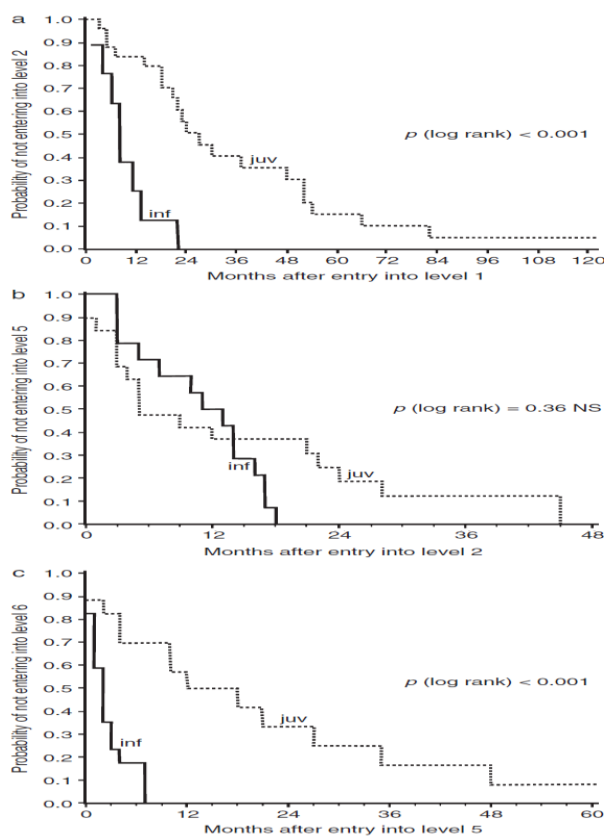 a
Probability of not entering into level 2
1.0
0.9
0.8
0.7
0.6
0.5
0.4
0.3
0.2
0.1
0.0
p (log rank) < 0.001
juv
inf
0 12 24 36 48 60 72 84 96 108 120
Months after entry into level 1
b
Probability of not entering into level 5
1.0
0.9
0.8
0.7
0.6
0.5
0.4
0.3
0.2
0.1
0.0
p (log rank) = 0.36 NS
inf
juv
0 12 24 36 48
Months after entry into level 2
c
Probability of not entering into level 6
1.0
0.9
0.8
0.7
0.6
0.5
0.4
0.3
0.2
0.1
0.0
p (log rank) < 0.001
juv
inf
0 12 24 36 48 60
Months after entry into level 5